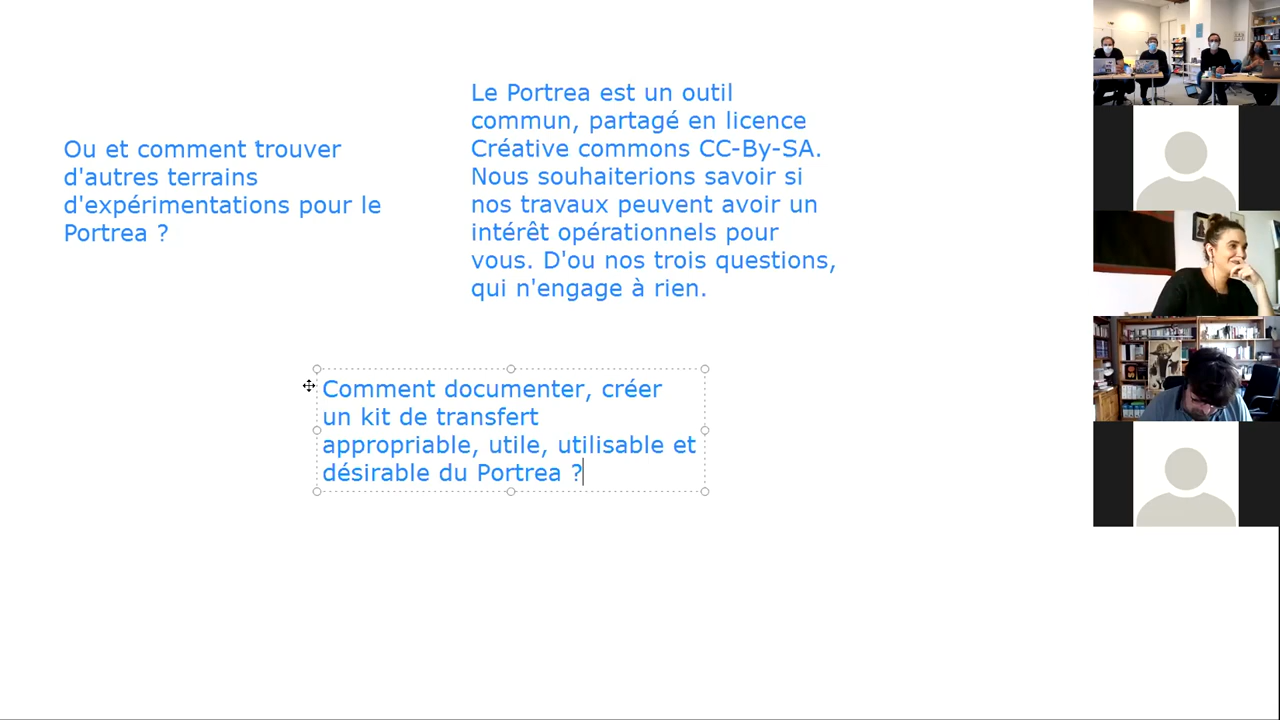 Ou et comment trouver
d'autres terrains
d'expérimentations pour le
Portrea ?
Le Portrea est un outil
commun, partagé en licence
Créative commons CC-By-SA.
Nous souhaiterions savoir si
nos travaux peuvent avoir un
intérêt opérationnels pour
vous. D'ou nos trois questions,
qui n'engage à rien.
Comment documenter, créer
un kit de transfert
appropriable, utile, utilisable et
désirable du Portrea ?